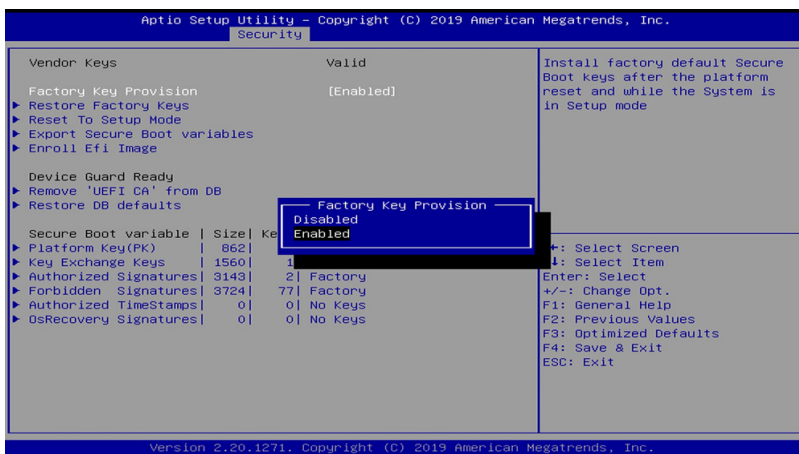 Aptio Setup Utility – Copyright (C) 2019 American Megatrends, Inc.
Security
Vendor Keys Valid
Factory Key Provision [Enabled]
Restore Factory Keys
Reset To Setup Mode
Export Secure Boot variables
Enroll Efi Image
Device Guard Ready
Remove 'UEFI CA' from DB
Restore DB defaults
Secure Boot variable | Size| Ke
Platform Key(PK) | 862|
Key Exchange Keys | 1560|
Authorized Signatures| 3143| 2| Factory
Forbidden Signatures| 3724| 77| Factory
Authorized TimeStamps| 0| 0| No Keys
OsRecovery Signatures| 0| 0| No Keys
Factory Key Provision
Disabled
Enabled
Install factory default Secure
Boot keys after the platform
reset and while the System is
in Setup mode
: Select Screen
: Select Item
Enter: Select
+/-: Change Opt.
F1: General Help
F2: Previous Values
F3: Optimized Defaults
F4: Save & Exit
ESC: Exit
Version 2.20.1271. Copyright (C) 2019 American Megatrends, Inc.